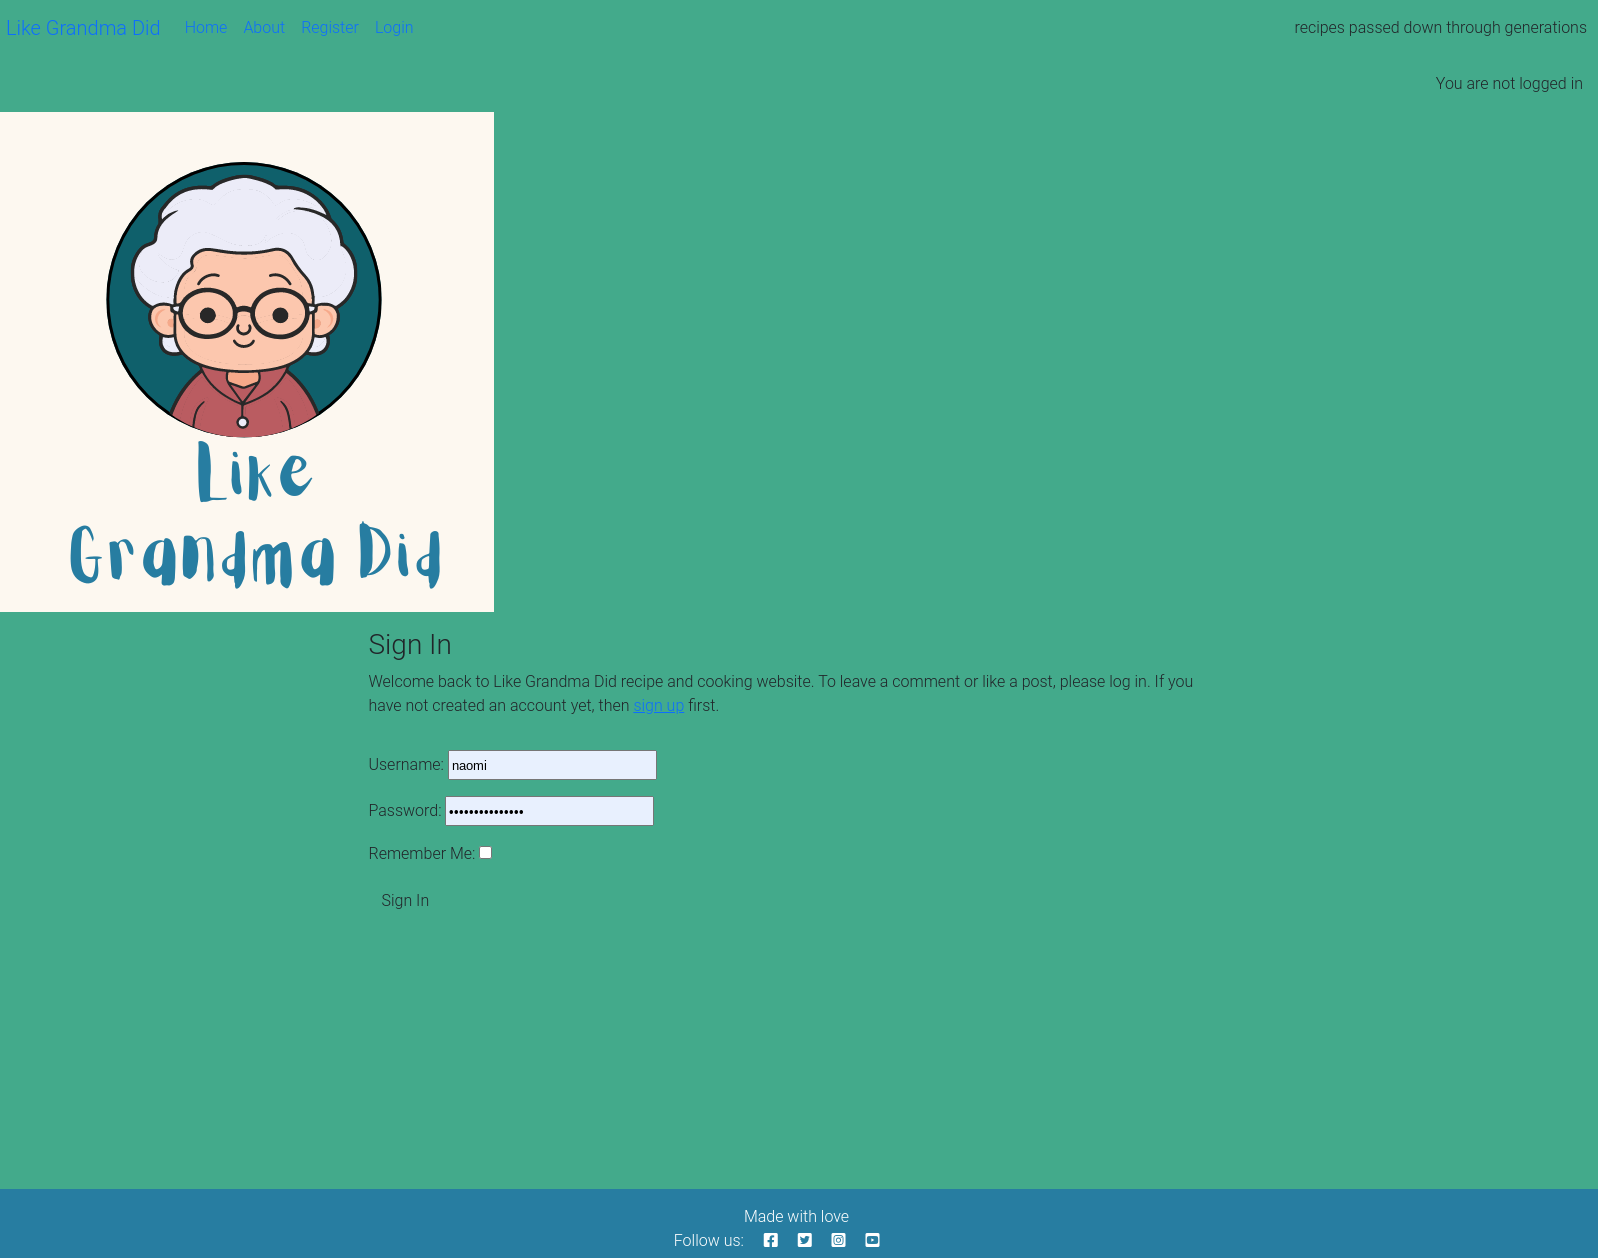 Like Grandma Did Home About Register Login recipes passed down through generations
You are not logged in
Like
Grandma Did
Sign In
Welcome back to Like Grandma Did recipe and cooking website. To leave a comment or like a post, please log in. If you
have not created an account yet, then sign up first.
Username: naomi
Password: •••••••••••••••
Remember Me:
Sign In
Made with love
Follow us: